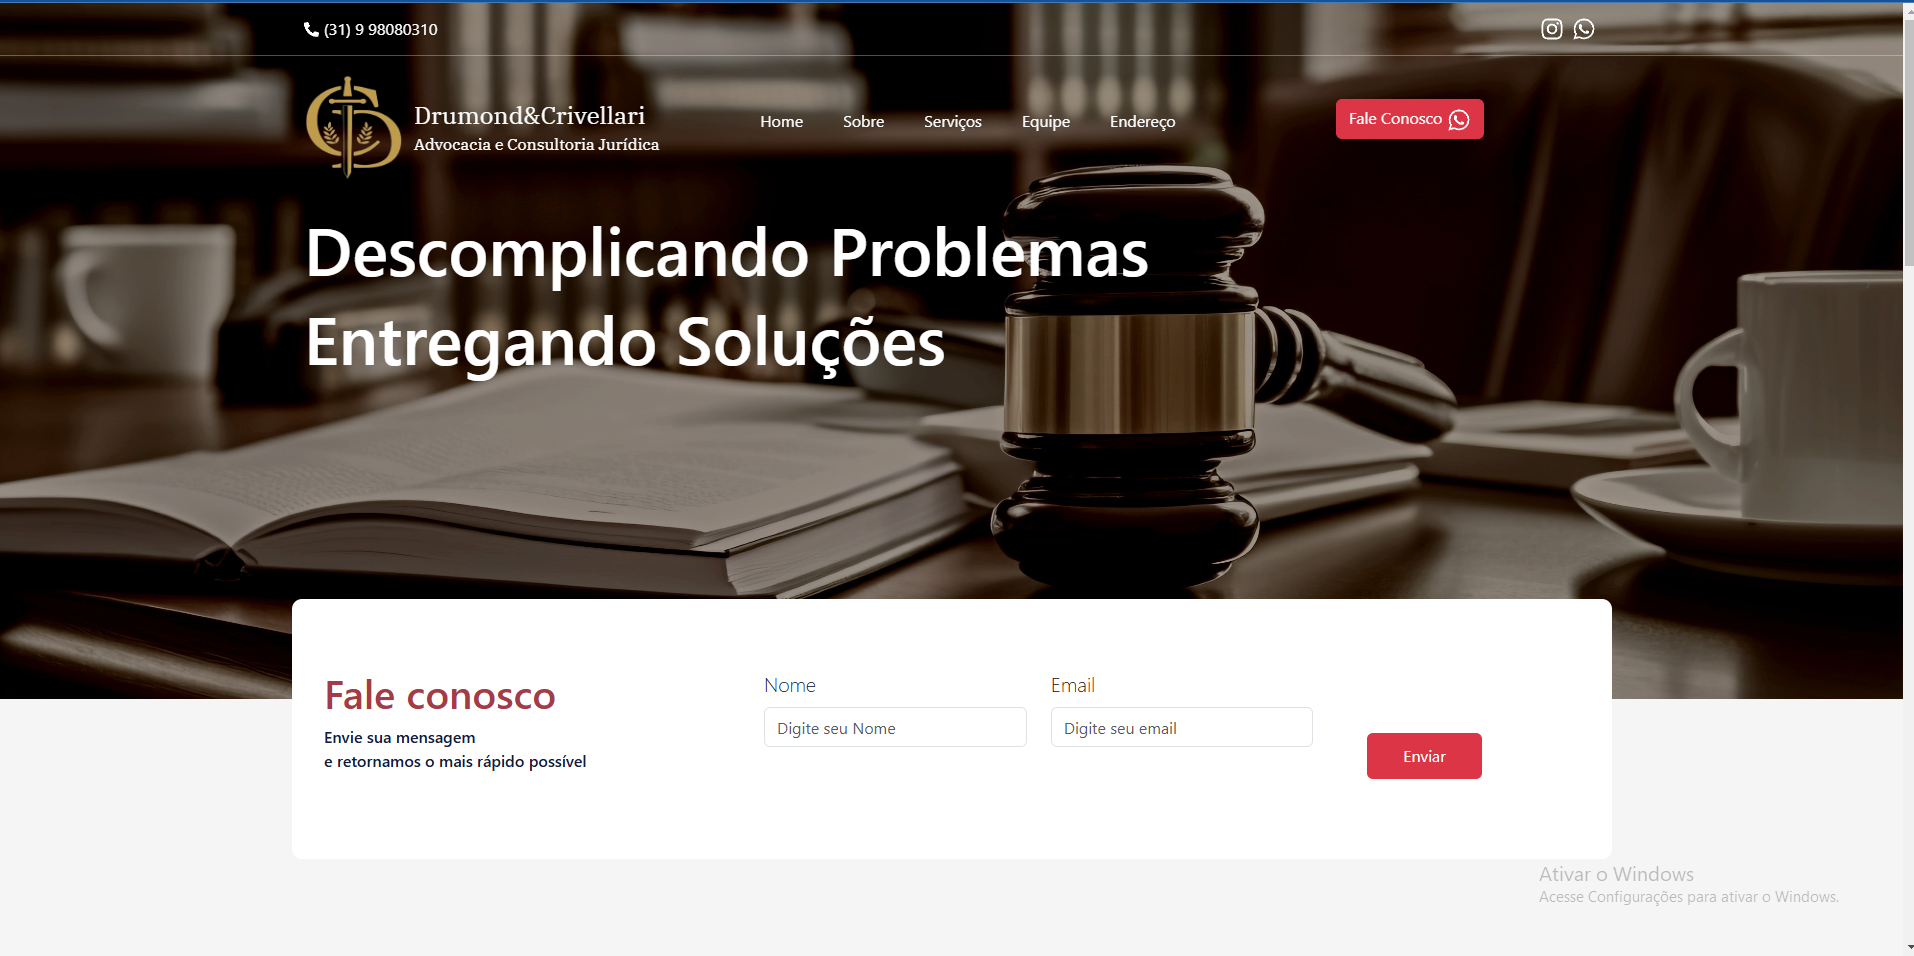 (31) 9 98080310
Drumond&Crivellari
Advocacia e Consultoria Jurídica
Home
Sobre
Serviços
Equipe
Endereço
Fale Conosco
Descomplicando Problemas
Entregando Soluções
Fale conosco
Envie sua mensagem
e retornamos o mais rápido possível
Nome
Digite seu Nome
Email
Digite seu email
Enviar
Ativar o Windows
Acesse Configurações para ativar o Windows.